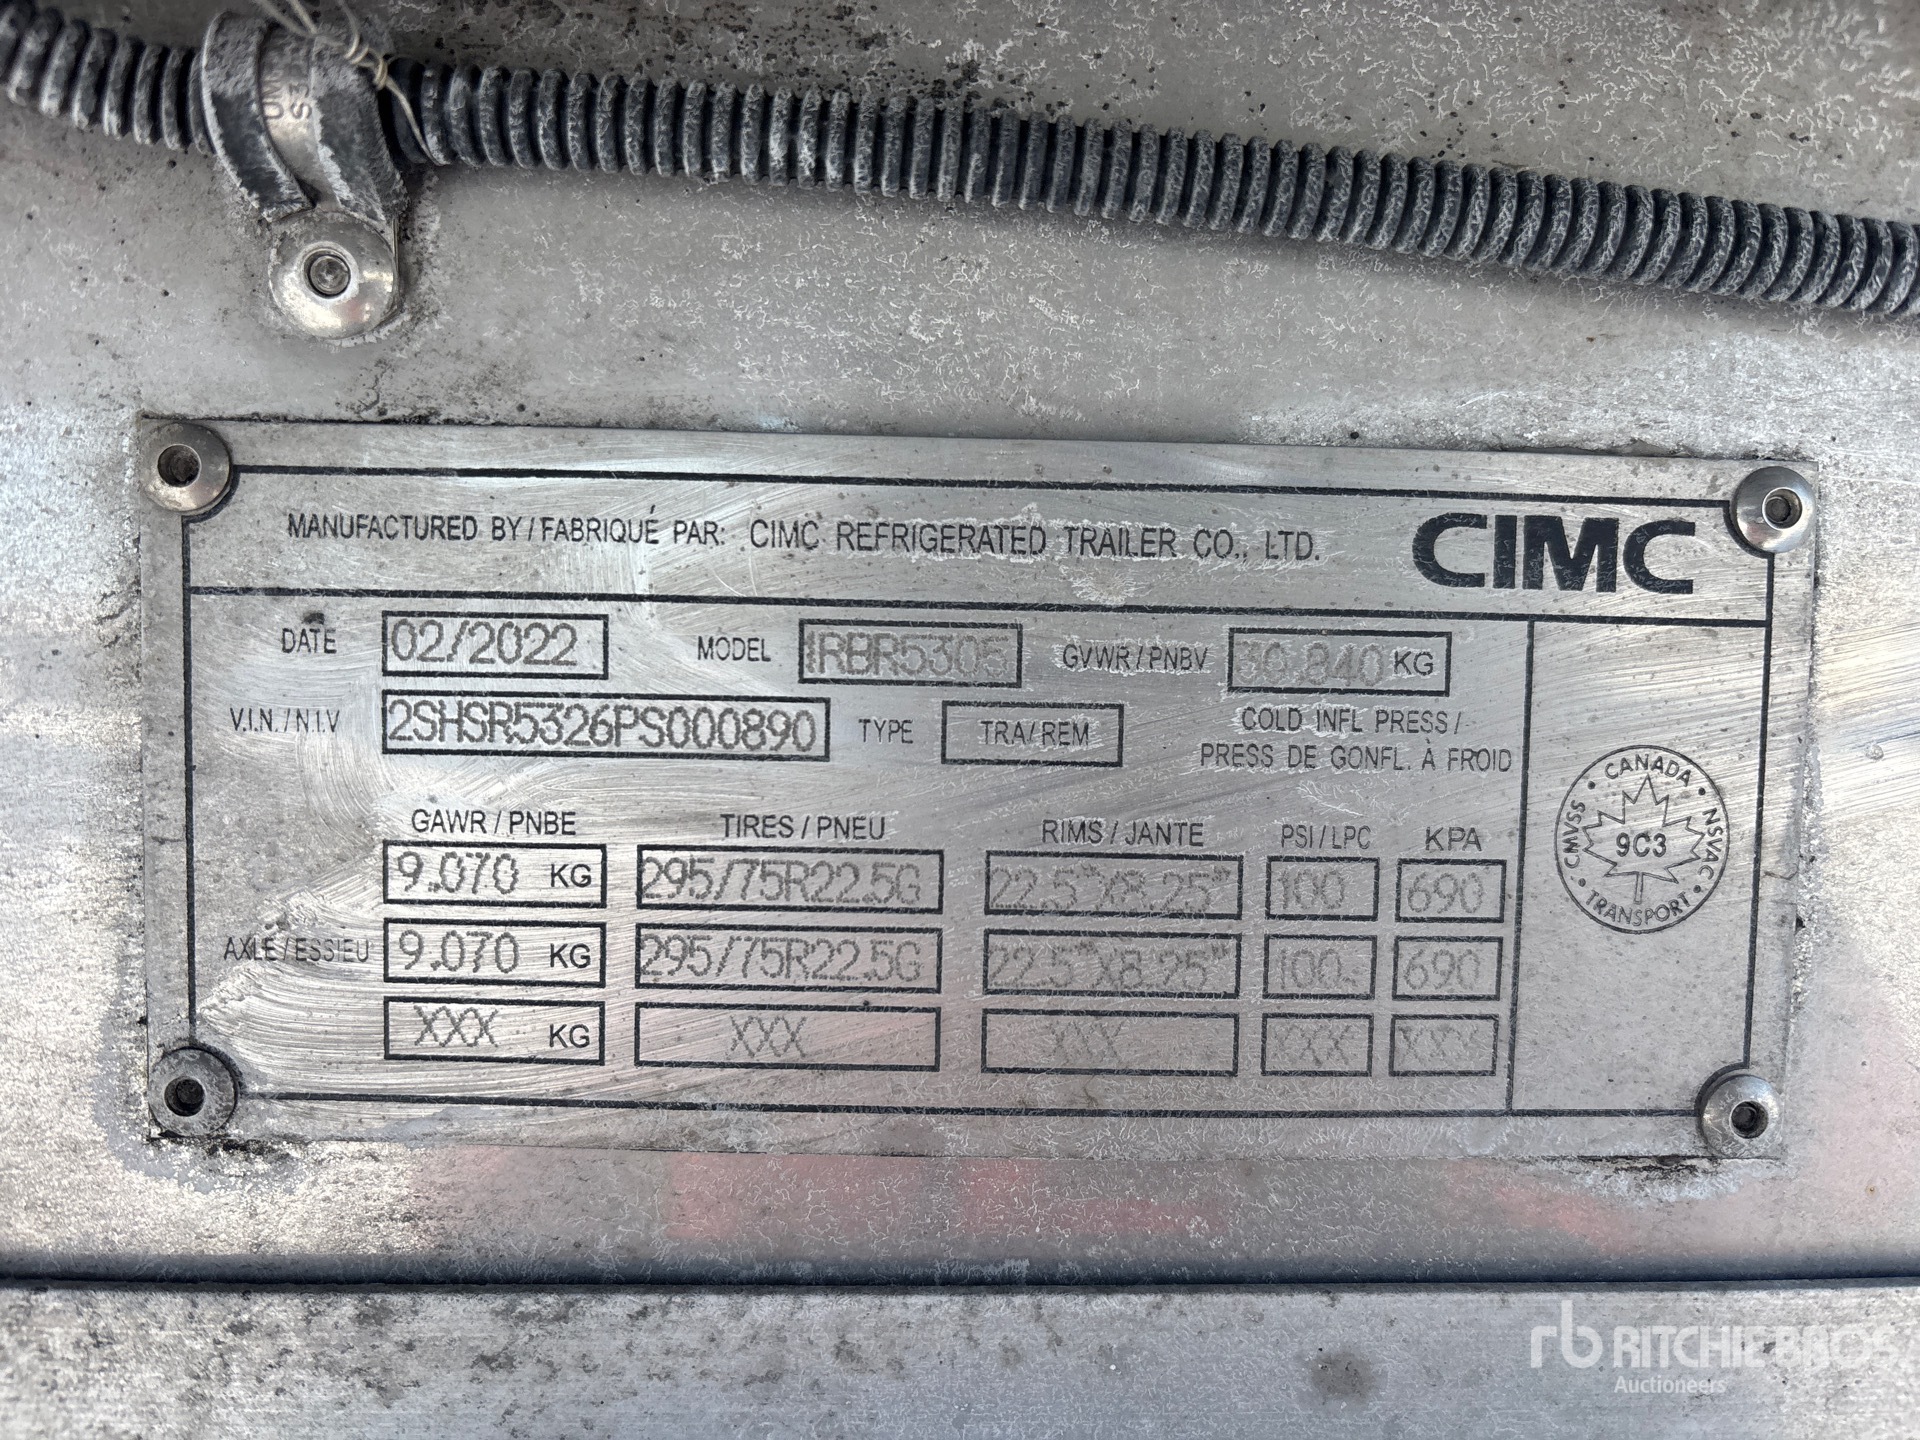 MANUFACTURED BY / FABRIQUÉ PAR: CIMC REFRIGERATED TRAILER CO., LTD. CIMC
DATE 02/2022 MODEL 1RBR5305 GVWR / PNBV 30.840 KG
V.I.N. / N.I.V 2SHSR5326PS000890 TYPE TRA/REM COLD INFL PRESS /
PRESS DE GONFL. À FROID
GAWR / PNBE TIRES / PNEU RIMS / JANTE PSI / LPC KPA
9.070 KG 295/75R22.5G 22.5"X8.25" 100 690
AXLE / ESSIEU 9.070 KG 295/75R22.5G 22.5"X8.25" 100 690
XXX KG XXX XXX XXX XXX
CANADA
CMVSS • NSVAC
9C3
TRANSPORT
rb RITCHIE BROS
Auctioneers